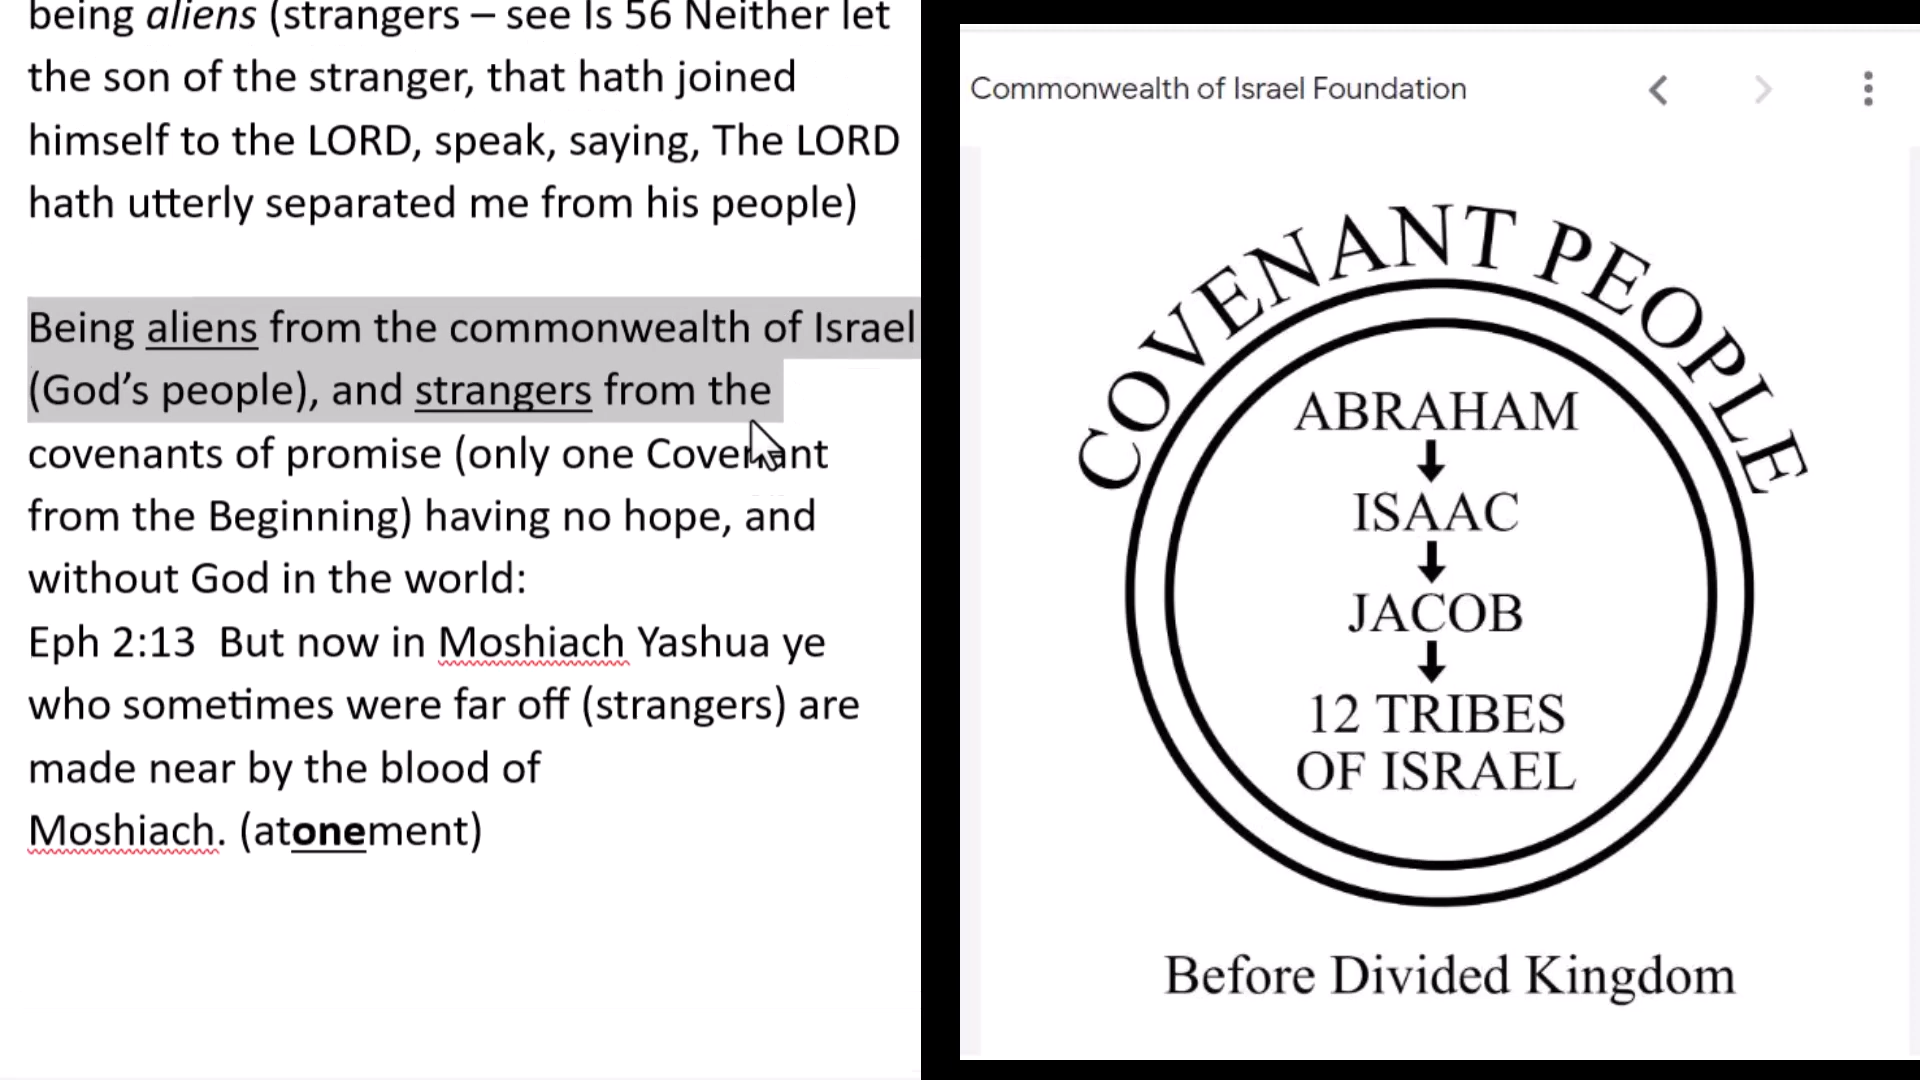 being aliens (strangers – see Is 56 Neither let
the son of the stranger, that hath joined
himself to the LORD, speak, saying, The LORD
hath utterly separated me from his people)
Being aliens from the commonwealth of Israel
(God’s people), and strangers from the
covenants of promise (only one Covenant
from the Beginning) having no hope, and
without God in the world:
Eph 2:13  But now in Moshiach Yashua ye
who sometimes were far off (strangers) are
made near by the blood of
Moshiach. (atonement)
Commonwealth of Israel Foundation
COVENANT PEOPLE
ABRAHAM
ISAAC
JACOB
12 TRIBES
OF ISRAEL
Before Divided Kingdom